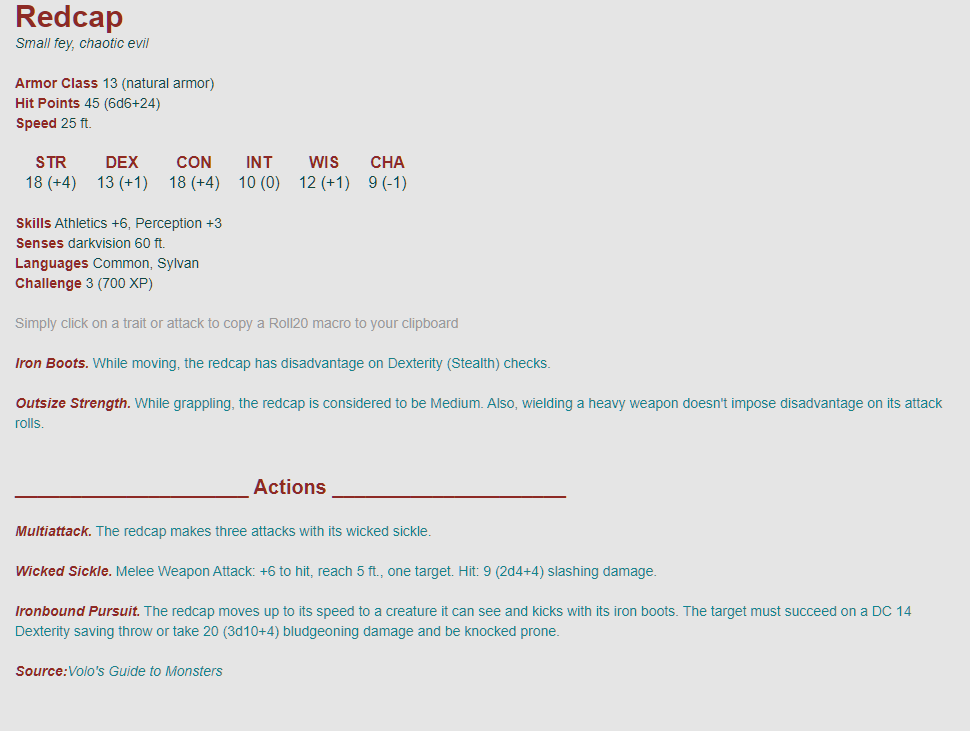 Redcap
Small fey, chaotic evil
Armor Class 13 (natural armor)
Hit Points 45 (6d6+24)
Speed 25 ft.
STR DEX CON INT WIS CHA
18 (+4) 13 (+1) 18 (+4) 10 (0) 12 (+1) 9 (-1)
Skills Athletics +6, Perception +3
Senses darkvision 60 ft.
Languages Common, Sylvan
Challenge 3 (700 XP)
Simply click on a trait or attack to copy a Roll20 macro to your clipboard
Iron Boots. While moving, the redcap has disadvantage on Dexterity (Stealth) checks.
Outsize Strength. While grappling, the redcap is considered to be Medium. Also, wielding a heavy weapon doesn't impose disadvantage on its attack
rolls.
_____________________ Actions _____________________
Multiattack. The redcap makes three attacks with its wicked sickle.
Wicked Sickle. Melee Weapon Attack: +6 to hit, reach 5 ft., one target. Hit: 9 (2d4+4) slashing damage.
Ironbound Pursuit. The redcap moves up to its speed to a creature it can see and kicks with its iron boots. The target must succeed on a DC 14
Dexterity saving throw or take 20 (3d10+4) bludgeoning damage and be knocked prone.
Source:Volo's Guide to Monsters